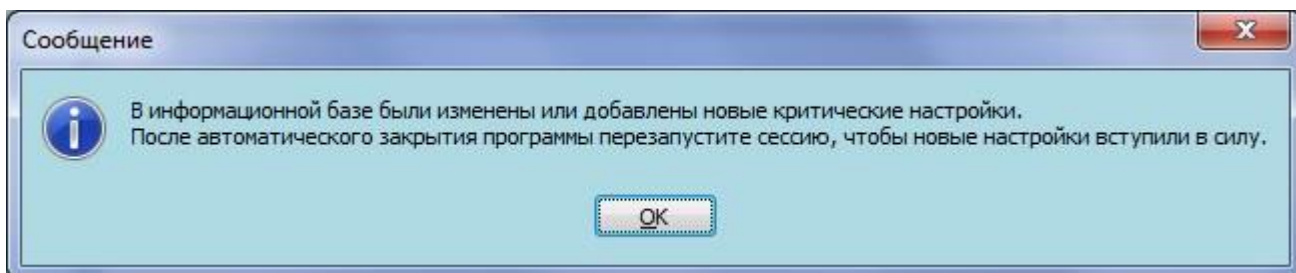 Сообщение
В информационной базе были изменены или добавлены новые критические настройки.
После автоматического закрытия программы перезапустите сессию, чтобы новые настройки вступили в силу.
OK